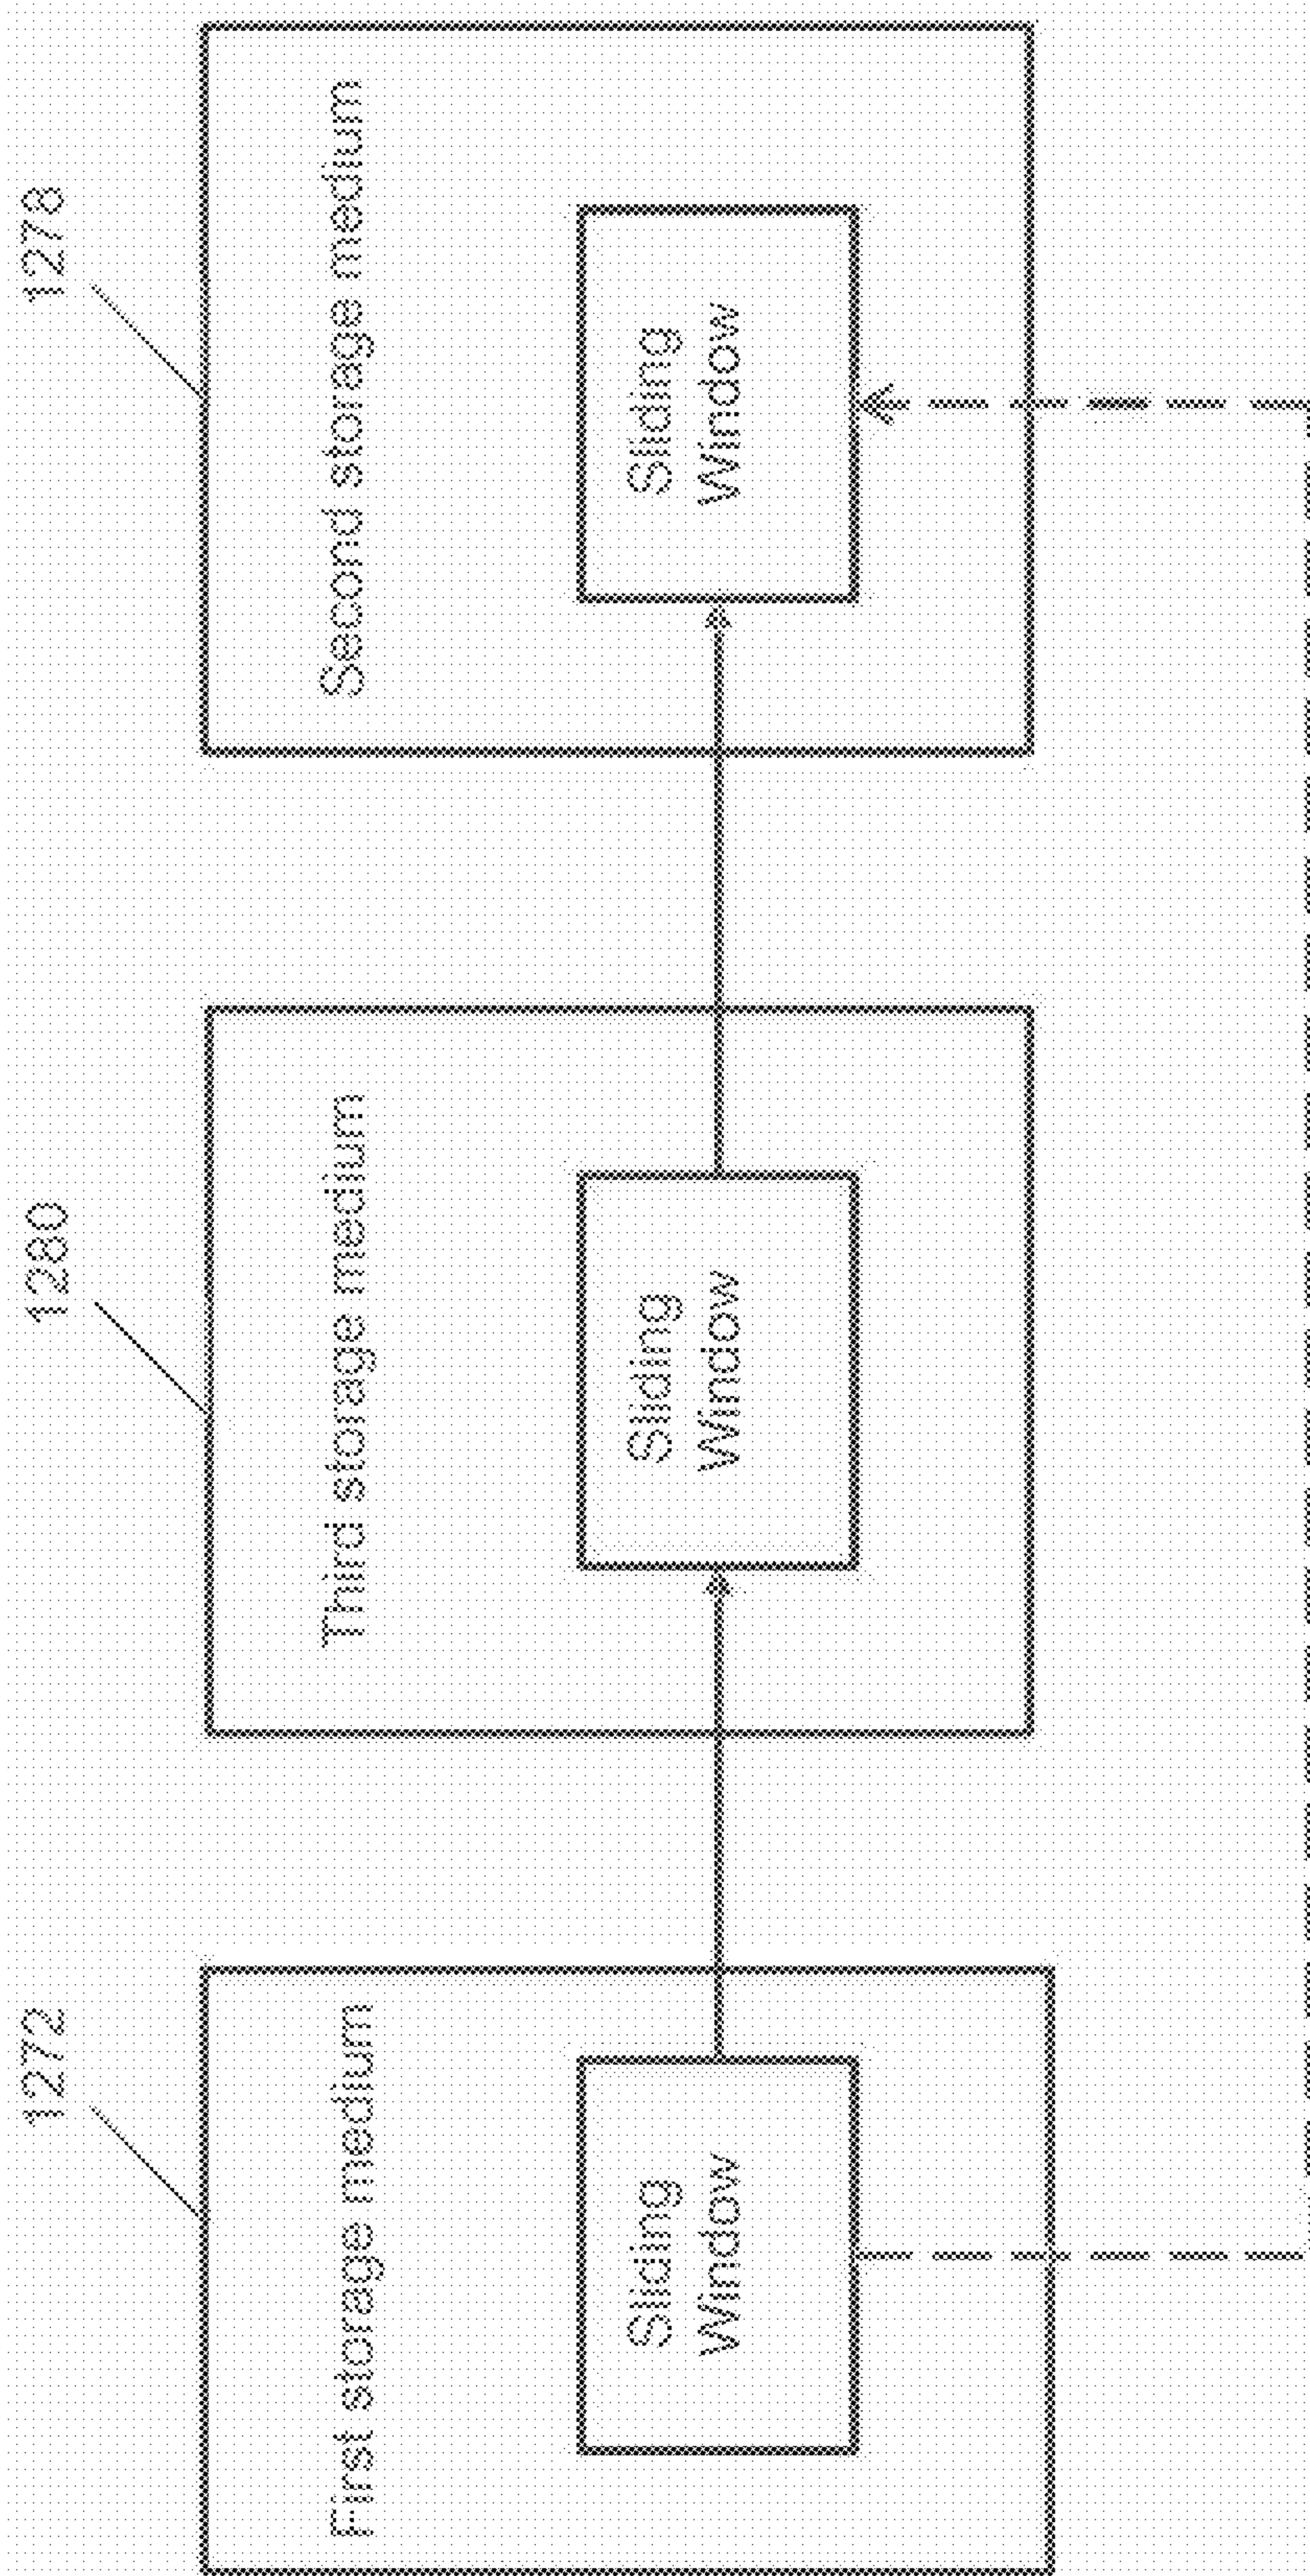 1272
First storage medium
Sliding
Window
1280
Third storage medium
Sliding
Window
1278
Second storage medium
Sliding
Window